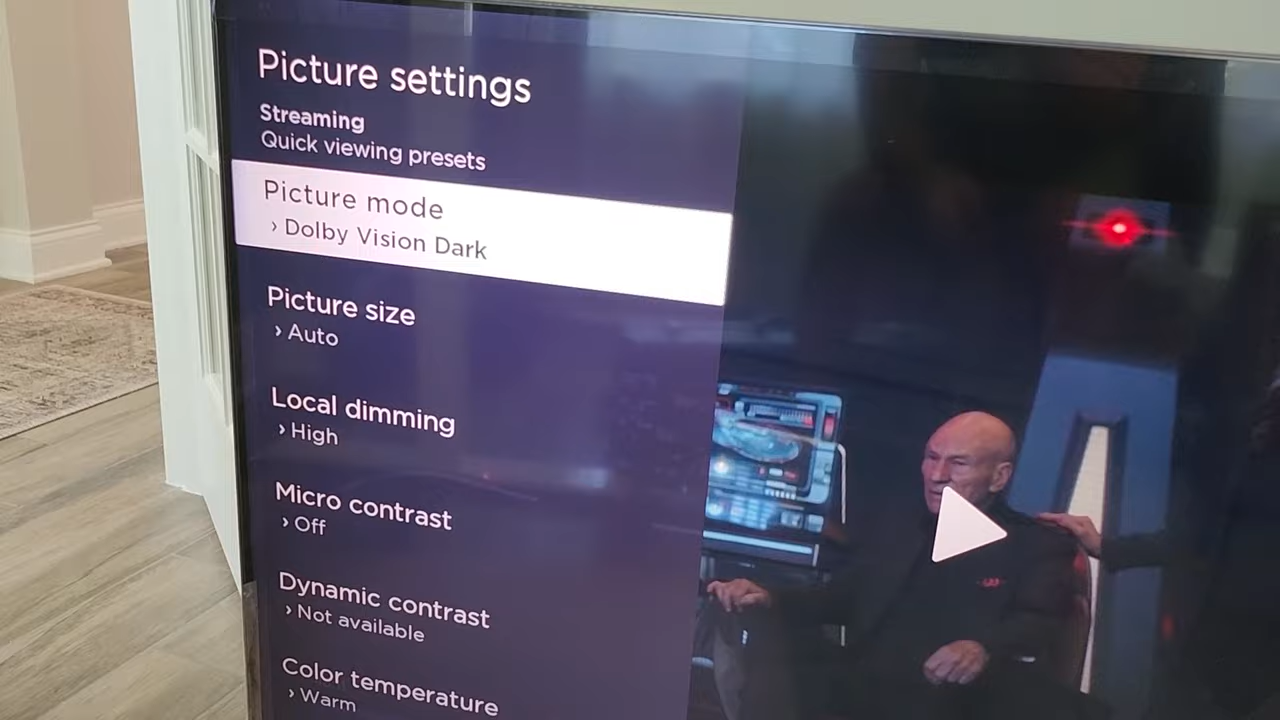 Picture settings
Streaming
Quick viewing presets
Picture mode
› Dolby Vision Dark
Picture size
› Auto
Local dimming
› High
Micro contrast
› Off
Dynamic contrast
› Not available
Color temperature
› Warm